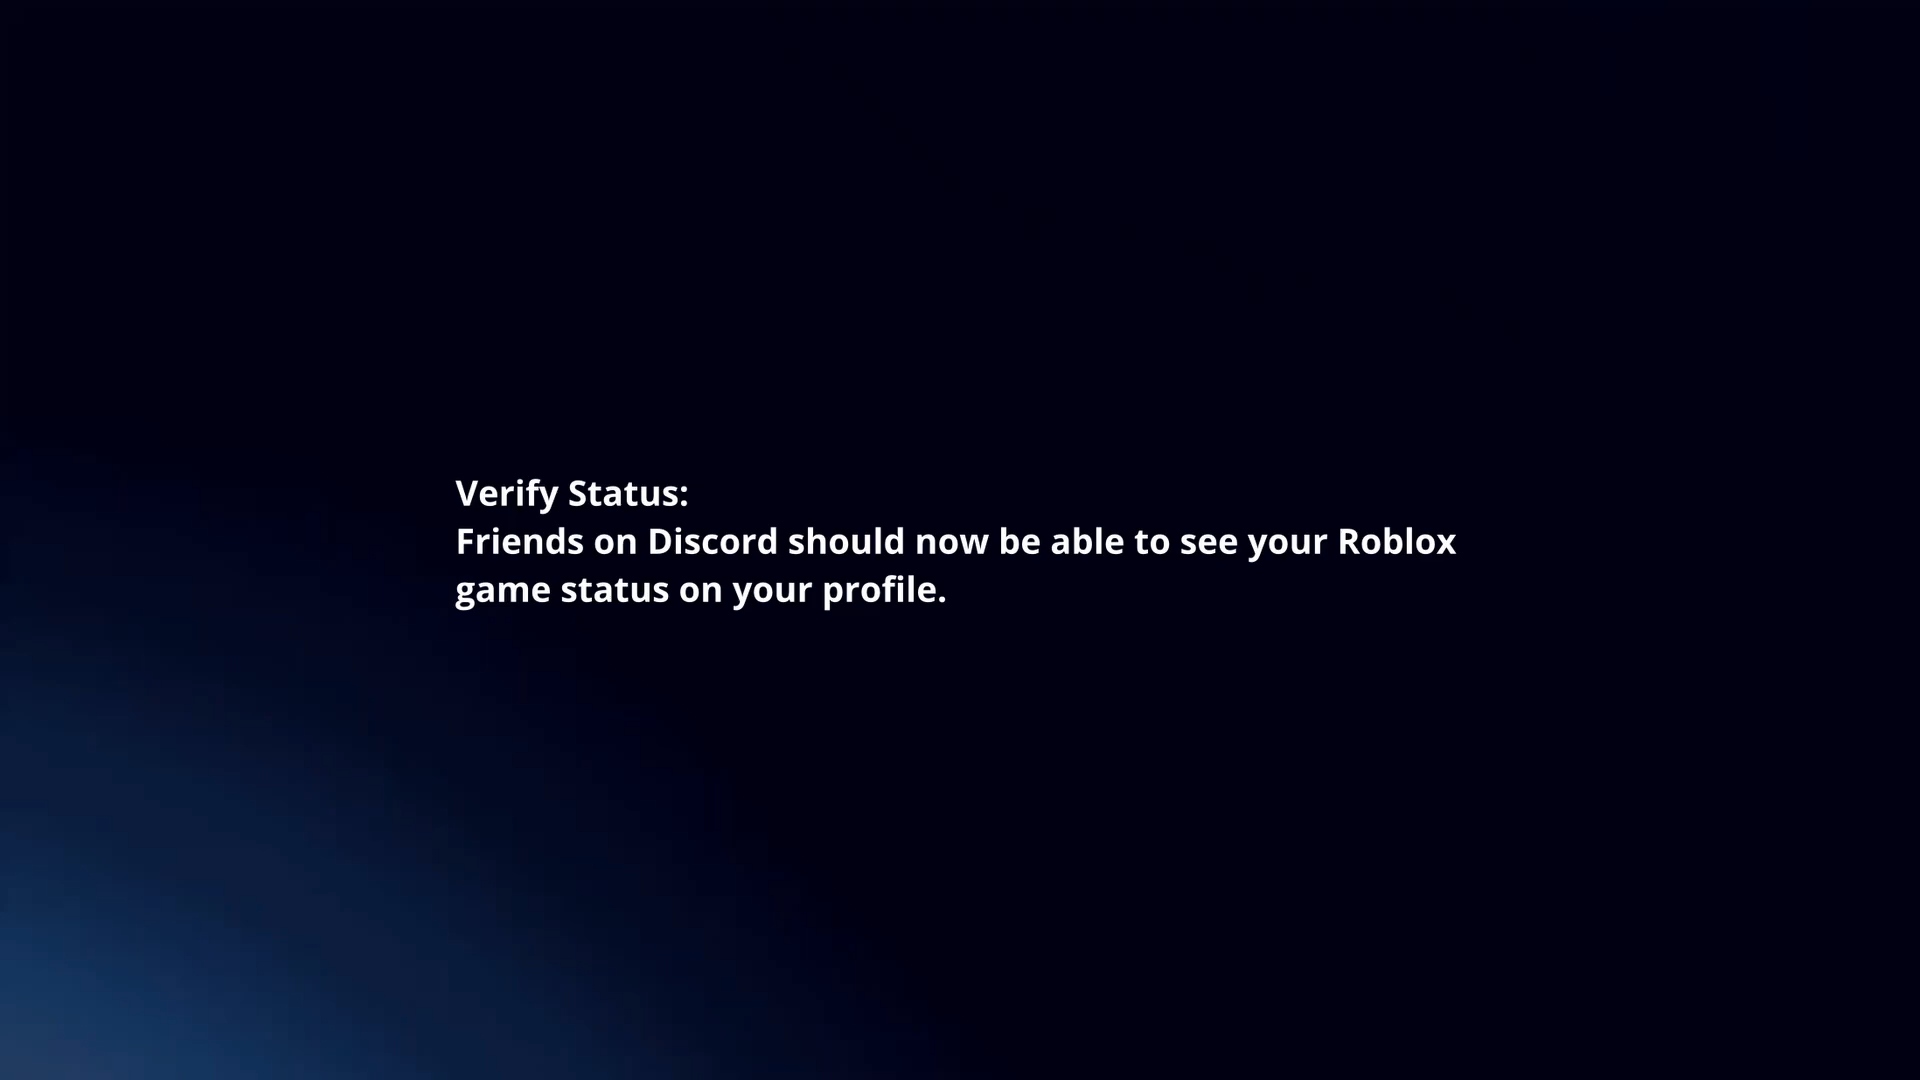 Verify Status:
Friends on Discord should now be able to see your Roblox
game status on your profile.